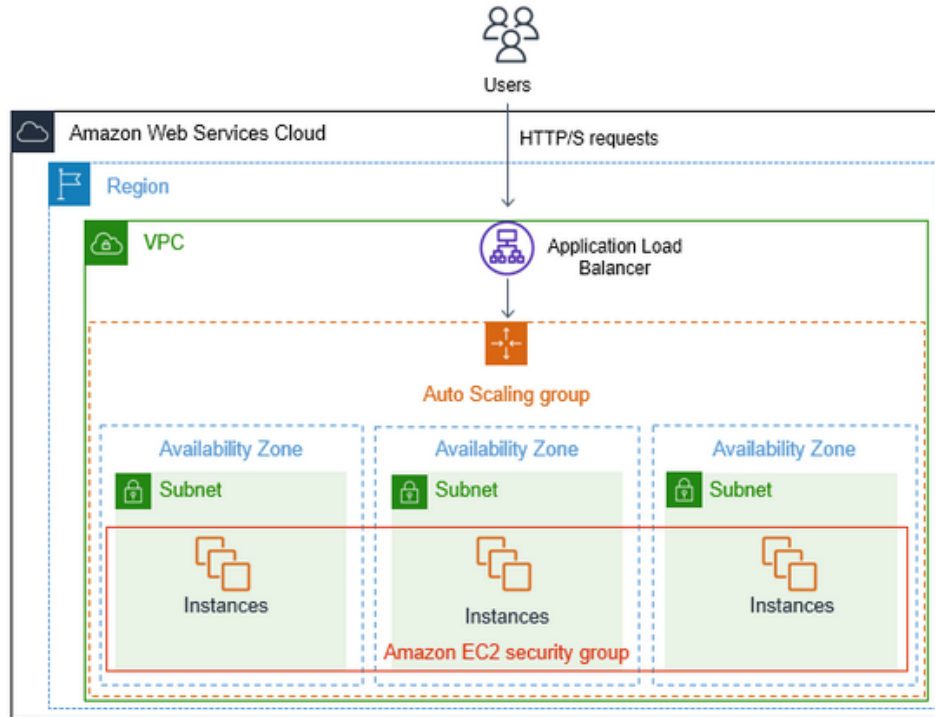 Users
Amazon Web Services Cloud
HTTP/S requests
Region
VPC
Application Load
Balancer
Auto Scaling group
Availability Zone
Availability Zone
Availability Zone
Subnet
Subnet
Subnet
Instances
Instances
Instances
Amazon EC2 security group